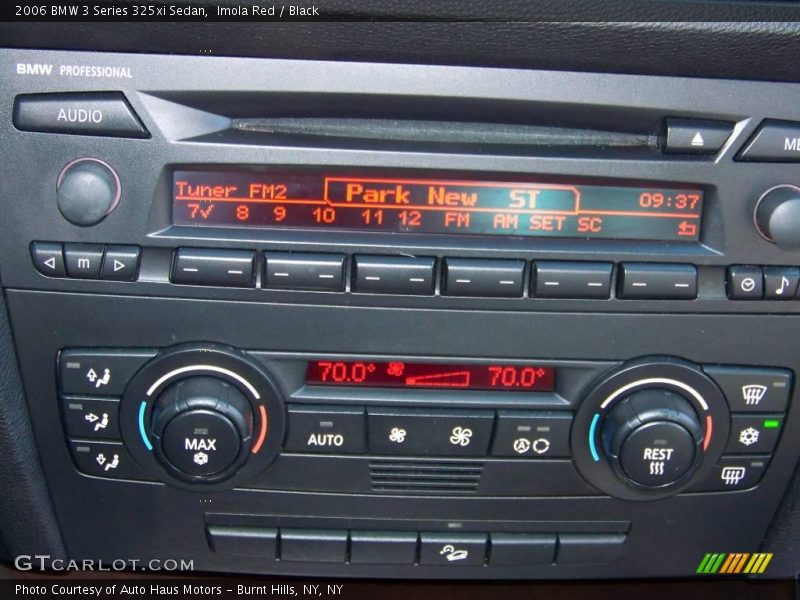 2006 BMW 3 Series 325xi Sedan, Imola Red / Black
BMW PROFESSIONAL
AUDIO
Tuner FM2 Park New ST 09:37
7✓ 8 9 10 11 12 FM AM SET SC
m
70.0° 70.0°
MAX
AUTO
A
REST
GTCARLOT.COM
Photo Courtesy of Auto Haus Motors - Burnt Hills, NY, NY